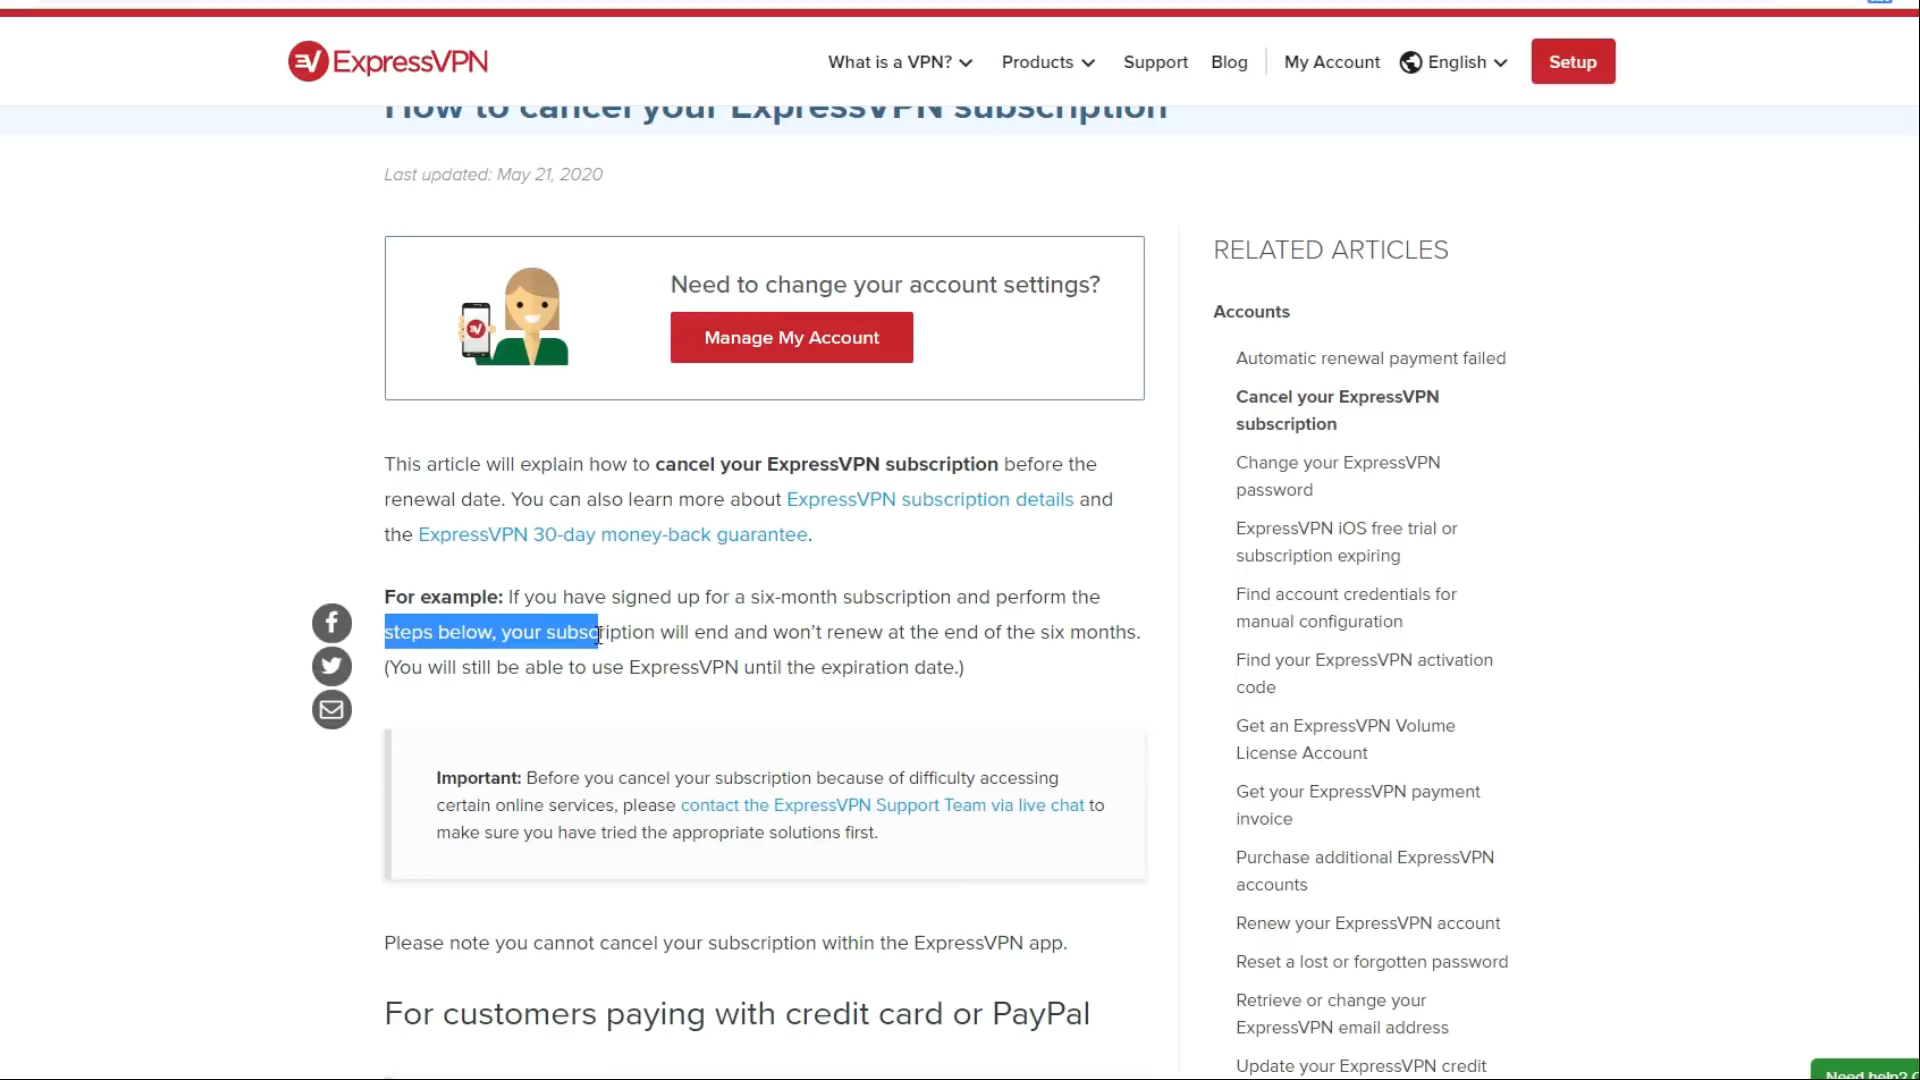 ExpressVPN
What is a VPN?
Products
Support
Blog
My Account
English
Setup
How to cancel your ExpressVPN subscription
Last updated: May 21, 2020
Need to change your account settings?
Manage My Account
This article will explain how to cancel your ExpressVPN subscription before the
renewal date. You can also learn more about ExpressVPN subscription details and
the ExpressVPN 30-day money-back guarantee.
For example: If you have signed up for a six-month subscription and perform the
steps below, your subscription will end and won't renew at the end of the six months.
(You will still be able to use ExpressVPN until the expiration date.)
Important: Before you cancel your subscription because of difficulty accessing
certain online services, please contact the ExpressVPN Support Team via live chat to
make sure you have tried the appropriate solutions first.
Please note you cannot cancel your subscription within the ExpressVPN app.
For customers paying with credit card or PayPal
RELATED ARTICLES
Accounts
Automatic renewal payment failed
Cancel your ExpressVPN
subscription
Change your ExpressVPN
password
ExpressVPN iOS free trial or
subscription expiring
Find account credentials for
manual configuration
Find your ExpressVPN activation
code
Get an ExpressVPN Volume
License Account
Get your ExpressVPN payment
invoice
Purchase additional ExpressVPN
accounts
Renew your ExpressVPN account
Reset a lost or forgotten password
Retrieve or change your
ExpressVPN email address
Update your ExpressVPN credit
Need help?